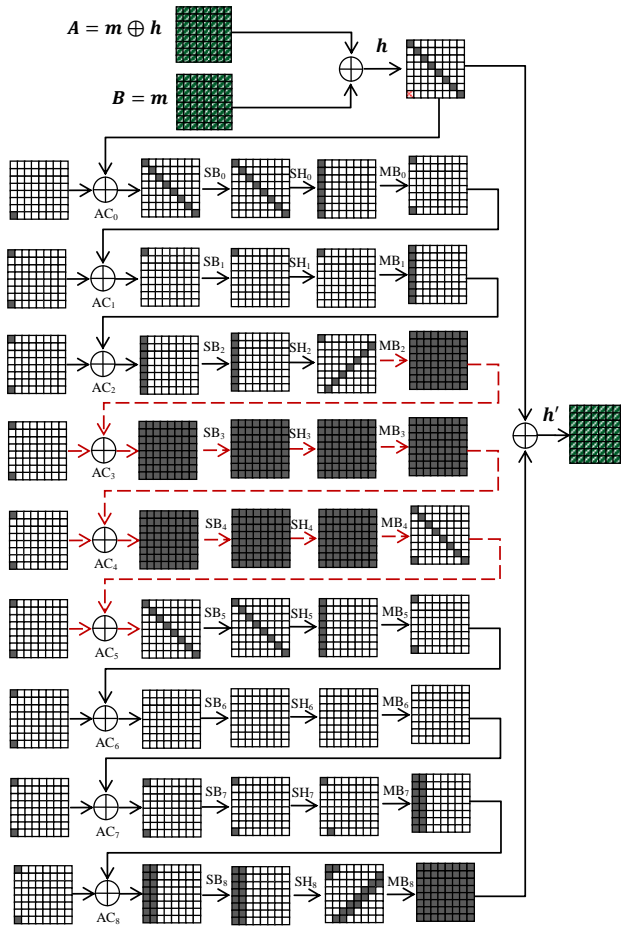 A = m ⊕ h
h
B = m
SB₀ SH₀ MB₀
AC₀
SB₁ SH₁ MB₁
AC₁
SB₂ SH₂ MB₂
AC₂
h′
SB₃ SH₃ MB₃
AC₃
SB₄ SH₄ MB₄
AC₄
SB₅ SH₅ MB₅
AC₅
SB₆ SH₆ MB₆
AC₆
SB₇ SH₇ MB₇
AC₇
SB₈ SH₈ MB₈
AC₈